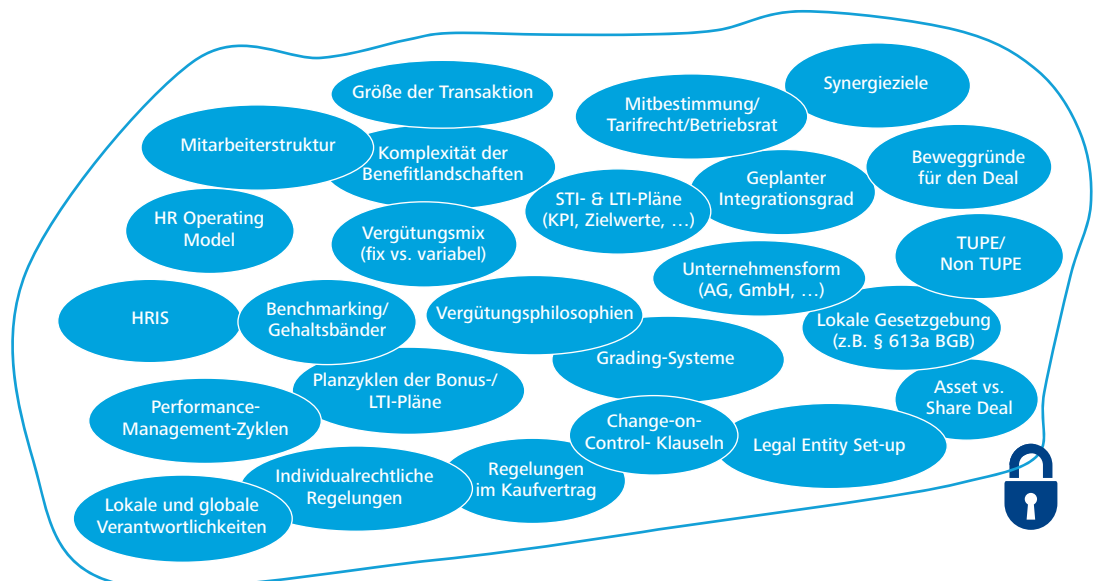 Größe der Transaktion
Synergieziele
Mitbestimmung/
Tarifrecht/Betriebsrat
Mitarbeiterstruktur
Komplexität der
Benefitlandschaften
Beweggründe
für den Deal
Geplanter
Integrationsgrad
STI- & LTI-Pläne
(KPI, Zielwerte, …)
HR Operating
Model
Vergütungsmix
(fix vs. variabel)
TUPE/
Non TUPE
Unternehmensform
(AG, GmbH, …)
HRIS
Benchmarking/
Gehaltsbänder
Vergütungsphilosophien
Lokale Gesetzgebung
(z.B. § 613a BGB)
Grading-Systeme
Planzyklen der Bonus-/
LTI-Pläne
Asset vs.
Share Deal
Performance-
Management-Zyklen
Change-on-
Control- Klauseln
Legal Entity Set-up
Individualrechtliche
Regelungen
Regelungen
im Kaufvertrag
Lokale und globale
Verantwortlichkeiten